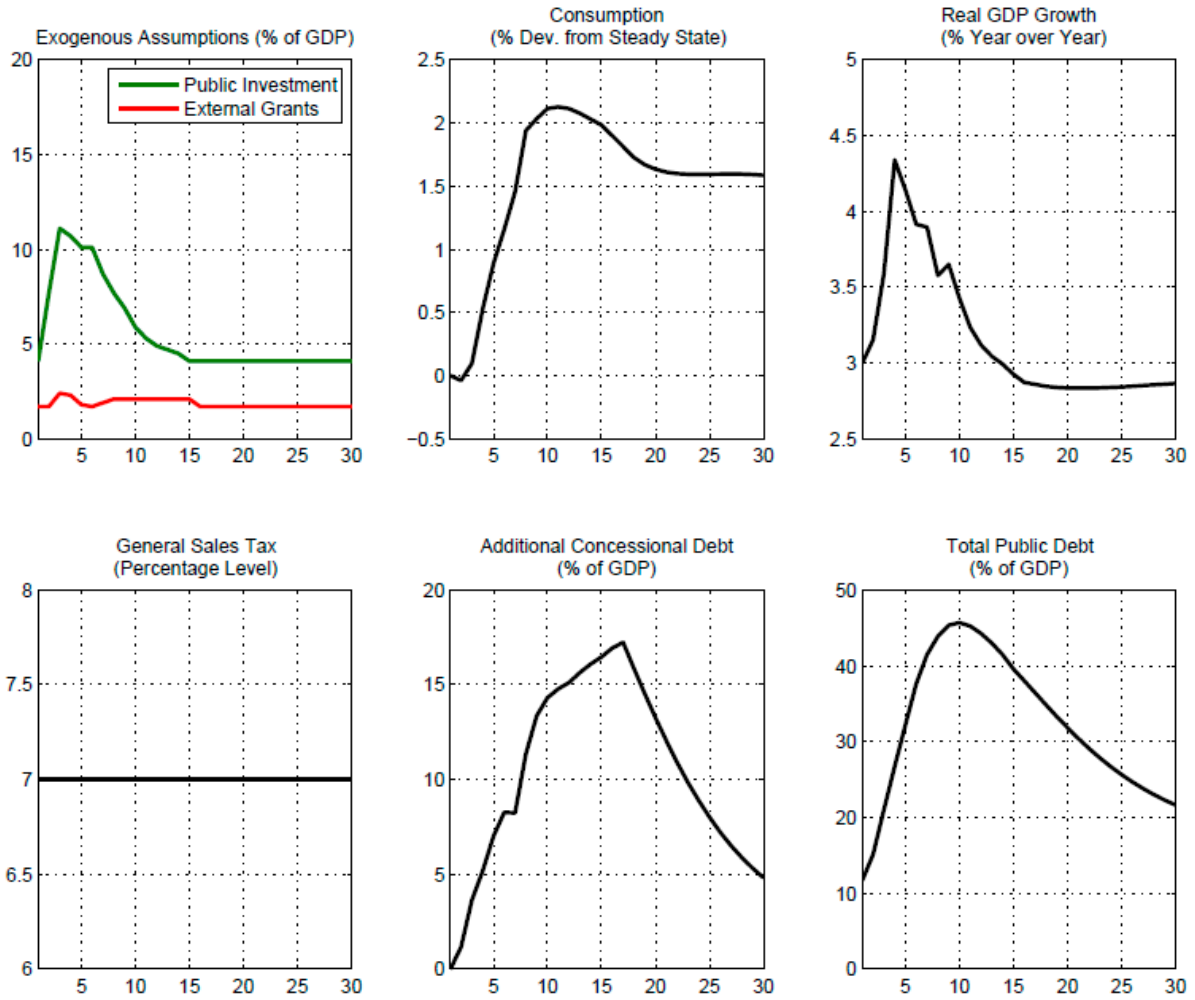 Exogenous Assumptions (% of GDP)
Public Investment
External Grants
20
15
10
5
0
5 10 15 20 25 30
Consumption
(% Dev. from Steady State)
2.5
2
1.5
1
0.5
0
−0.5
5 10 15 20 25 30
Real GDP Growth
(% Year over Year)
5
4.5
4
3.5
3
2.5
5 10 15 20 25 30
General Sales Tax
(Percentage Level)
8
7.5
7
6.5
6
5 10 15 20 25 30
Additional Concessional Debt
(% of GDP)
20
15
10
5
0
5 10 15 20 25 30
Total Public Debt
(% of GDP)
50
40
30
20
10
0
5 10 15 20 25 30